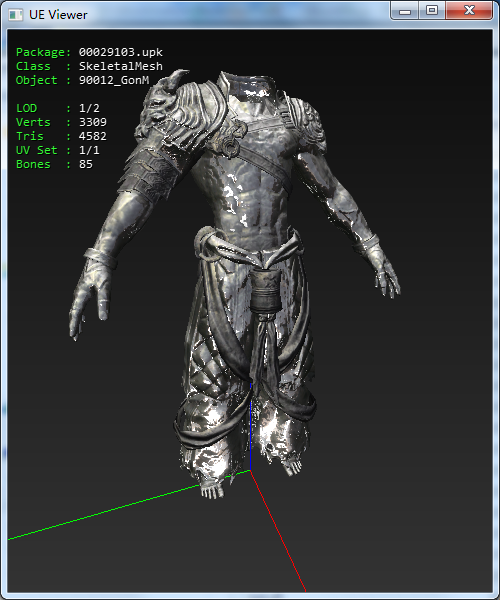 UE Viewer
Package: 00029103.upk
Class  : SkeletalMesh
Object : 90012_GonM
LOD    : 1/2
Verts  : 3309
Tris   : 4582
UV Set : 1/1
Bones  : 85